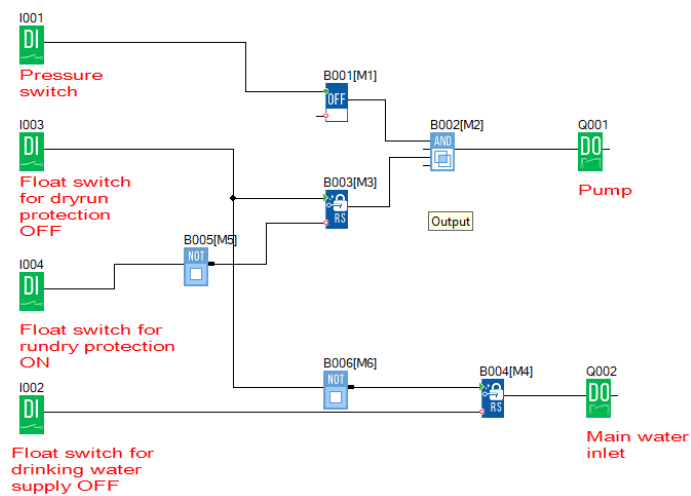 I001
DI
Pressure
switch
B001[M1]
OFF
I003
DI
Float switch
for dryrun
protection
OFF
B002[M2]
AND
Q001
DO
Pump
B003[M3]
RS
Output
B005[M5]
NOT
I004
DI
Float switch for
rundry protection
ON
B006[M6]
NOT
B004[M4]
RS
Q002
DO
Main water
inlet
I002
DI
Float switch for
drinking water
supply OFF